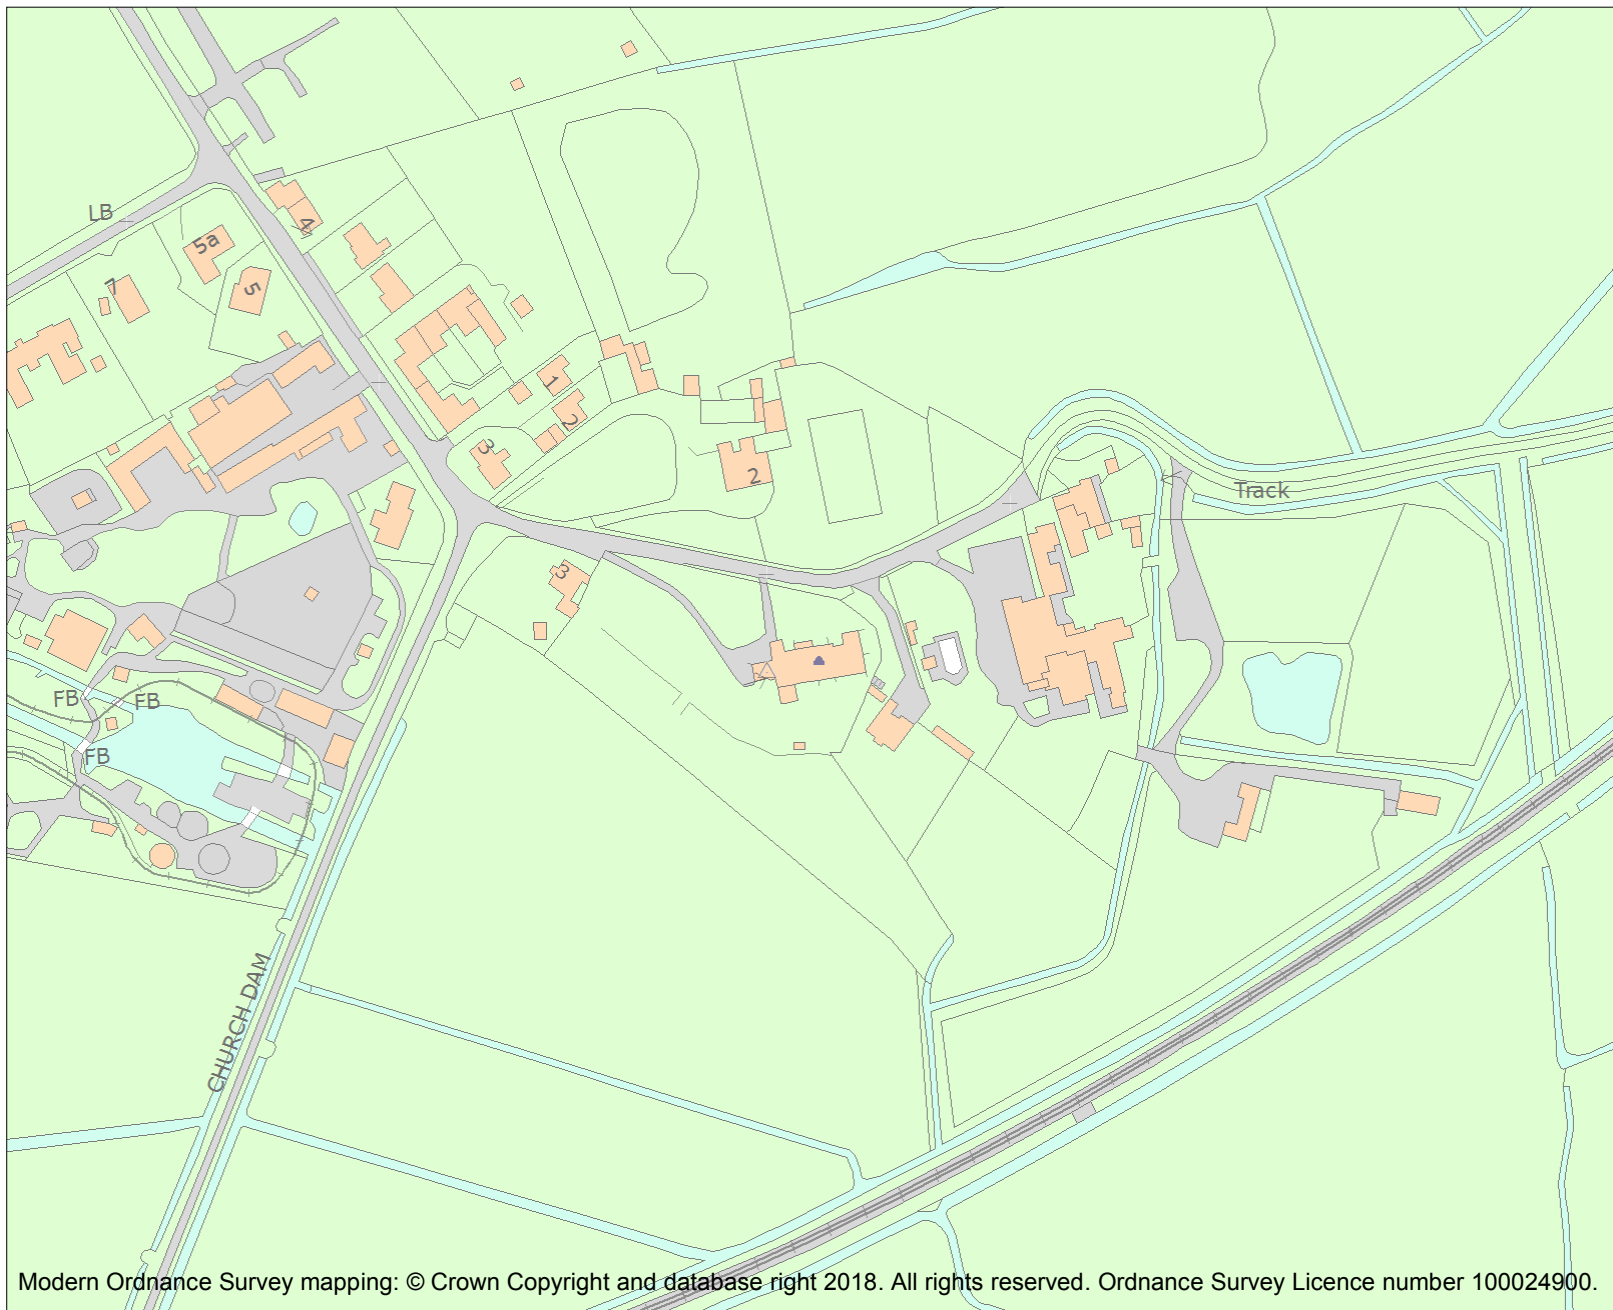 LB
4
5a
5
7
1
2
3
2
Track
3
FB
FB
FB
CHURCH DAM
Modern Ordnance Survey mapping: © Crown Copyright and database right 2018. All rights reserved. Ordnance Survey Licence number 100024900.